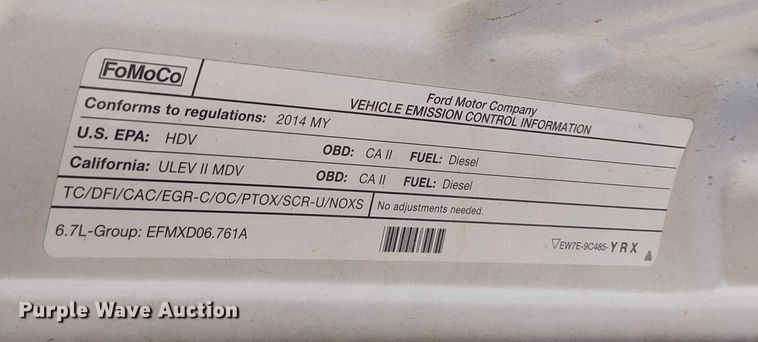 FoMoCo
Ford Motor Company
VEHICLE EMISSION CONTROL INFORMATION
Conforms to regulations: 2014 MY
U.S. EPA: HDV OBD: CA II FUEL: Diesel
California: ULEV II MDV OBD: CA II FUEL: Diesel
TC/DFI/CAC/EGR-C/OC/PTOX/SCR-U/NOXS No adjustments needed.
6.7L-Group: EFMXD06.761A ▽EW7E-9C485-YRX
Purple Wave Auction